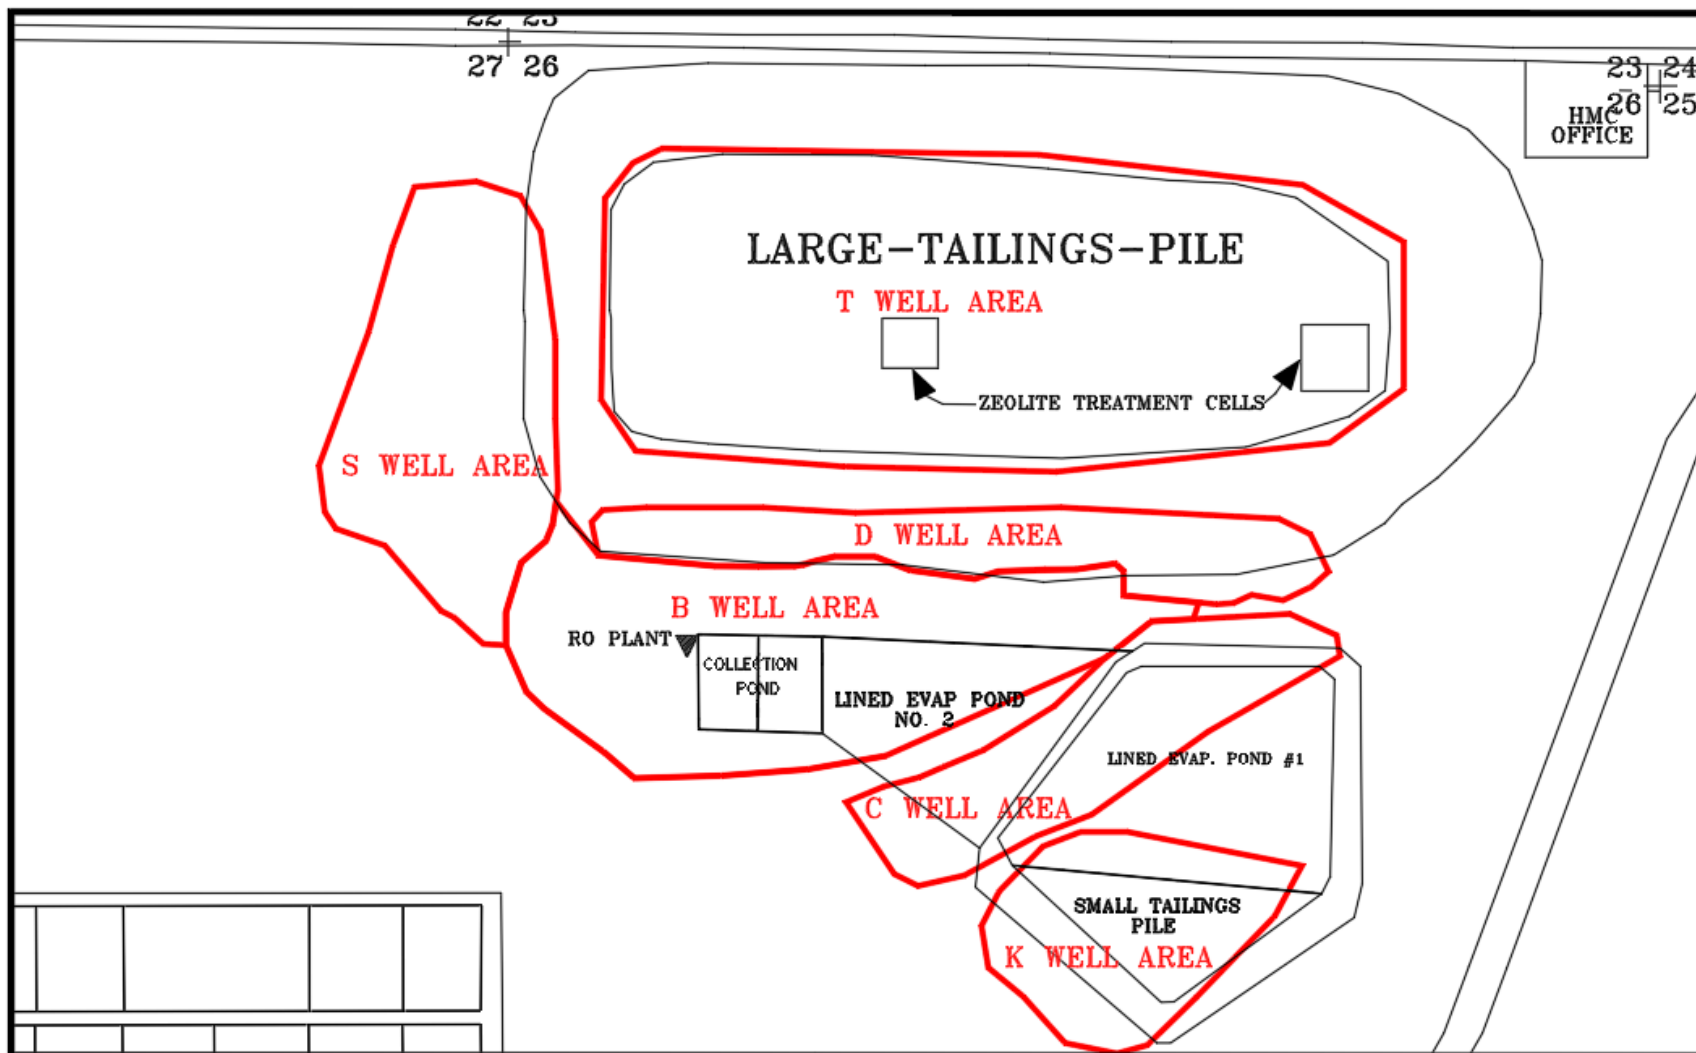 22 23
27 26
23 24
26 25
HMC
OFFICE
LARGE-TAILINGS-PILE
T WELL AREA
ZEOLITE TREATMENT CELLS
S WELL AREA
D WELL AREA
B WELL AREA
RO PLANT
COLLECTION
POND
LINED EVAP POND
NO. 2
LINED EVAP. POND #1
C WELL AREA
SMALL TAILINGS
PILE
K WELL AREA